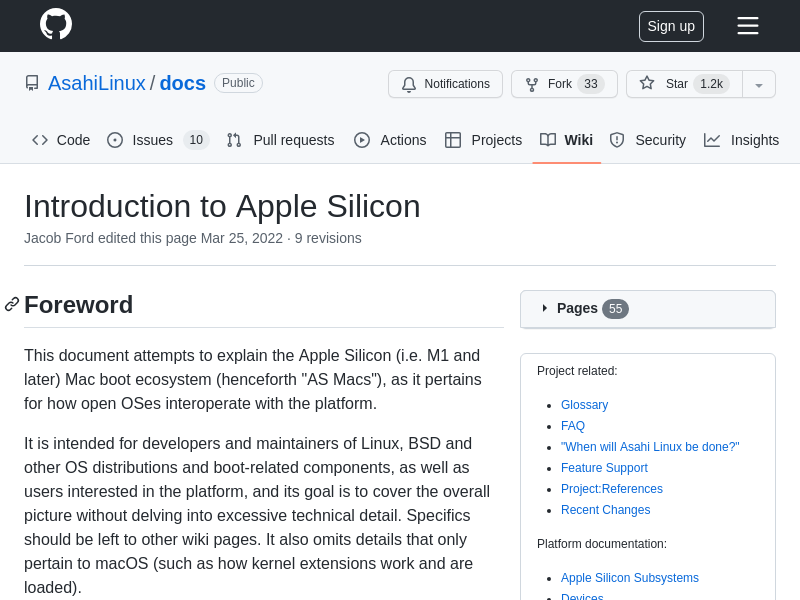 Sign up
AsahiLinux / docs Public
Notifications
Fork 33
Star 1.2k
Code
Issues 10
Pull requests
Actions
Projects
Wiki
Security
Insights
Introduction to Apple Silicon
Jacob Ford edited this page Mar 25, 2022 · 9 revisions
Foreword
This document attempts to explain the Apple Silicon (i.e. M1 and
later) Mac boot ecosystem (henceforth "AS Macs"), as it pertains
for how open OSes interoperate with the platform.
It is intended for developers and maintainers of Linux, BSD and
other OS distributions and boot-related components, as well as
users interested in the platform, and its goal is to cover the overall
picture without delving into excessive technical detail. Specifics
should be left to other wiki pages. It also omits details that only
pertain to macOS (such as how kernel extensions work and are
loaded).
Pages 55
Project related:
Glossary
FAQ
"When will Asahi Linux be done?"
Feature Support
Project:References
Recent Changes
Platform documentation:
Apple Silicon Subsystems
Devices